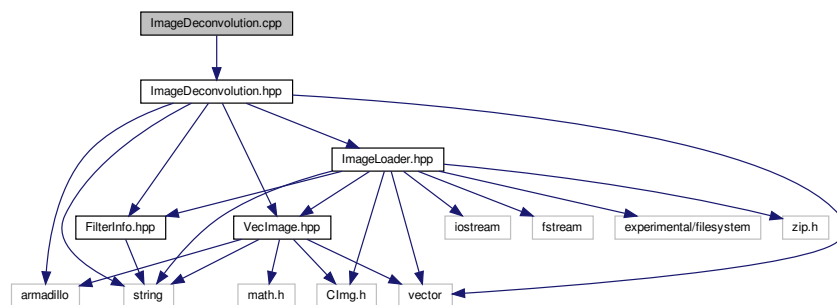 ImageDeconvolution.cpp
ImageDeconvolution.hpp
ImageLoader.hpp
FilterInfo.hpp
VecImage.hpp
iostream
fstream
experimental/filesystem
zip.h
armadillo
string
math.h
CImg.h
vector